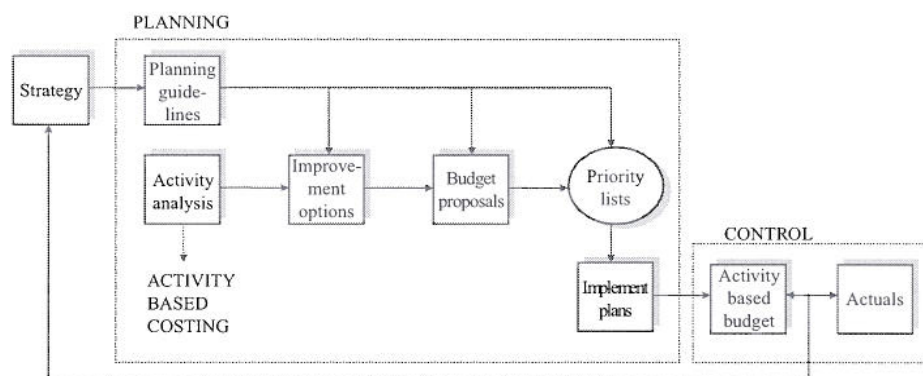 PLANNING
Strategy
Planning
guide-
lines
Activity
analysis
Improve-
ment
options
Budget
proposals
Priority
lists
ACTIVITY
BASED
COSTING
Implement
plans
CONTROL
Activity
based
budget
Actuals